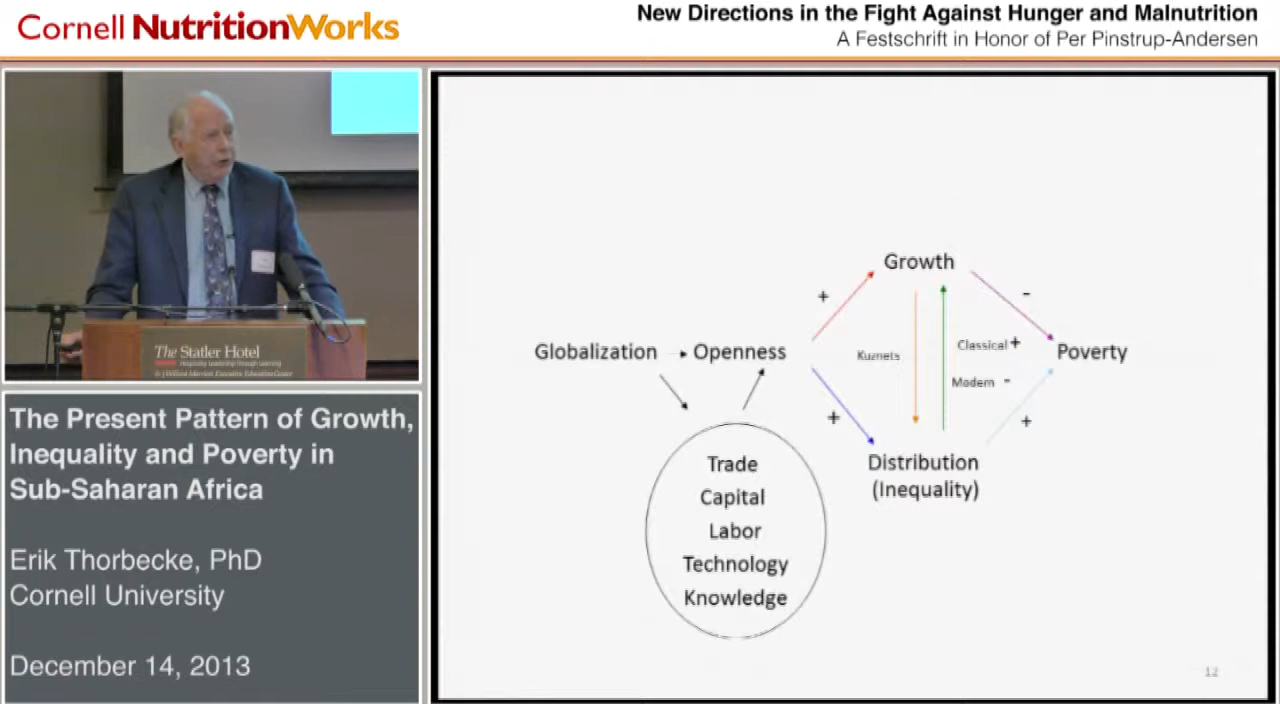 Cornell NutritionWorks
New Directions in the Fight Against Hunger and Malnutrition
A Festschrift in Honor of Per Pinstrup-Andersen
The Statler Hotel
The Present Pattern of Growth,
Inequality and Poverty in
Sub-Saharan Africa
Erik Thorbecke, PhD
Cornell University
December 14, 2013
Growth
+
-
Globalization
Openness
Kuznets
Classical +
Modern -
Poverty
+
+
Distribution
(Inequality)
Trade
Capital
Labor
Technology
Knowledge
12